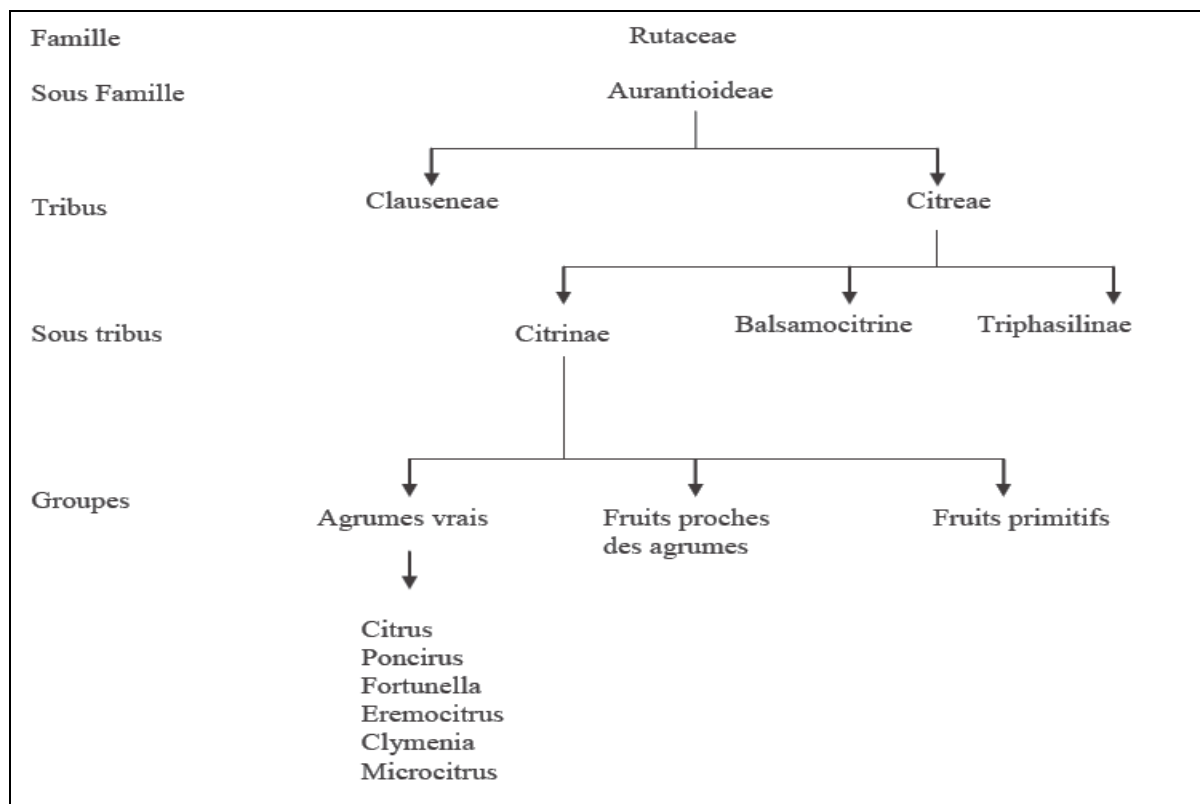 Famille Rutaceae
Sous Famille Aurantioideae
Tribus Clauseneae Citreae
Sous tribus Citrinae Balsamocitrine Triphasilinae
Groupes
Agrumes vrais Fruits proches Fruits primitifs
des agrumes
Citrus
Poncirus
Fortunella
Eremocitrus
Clymenia
Microcitrus